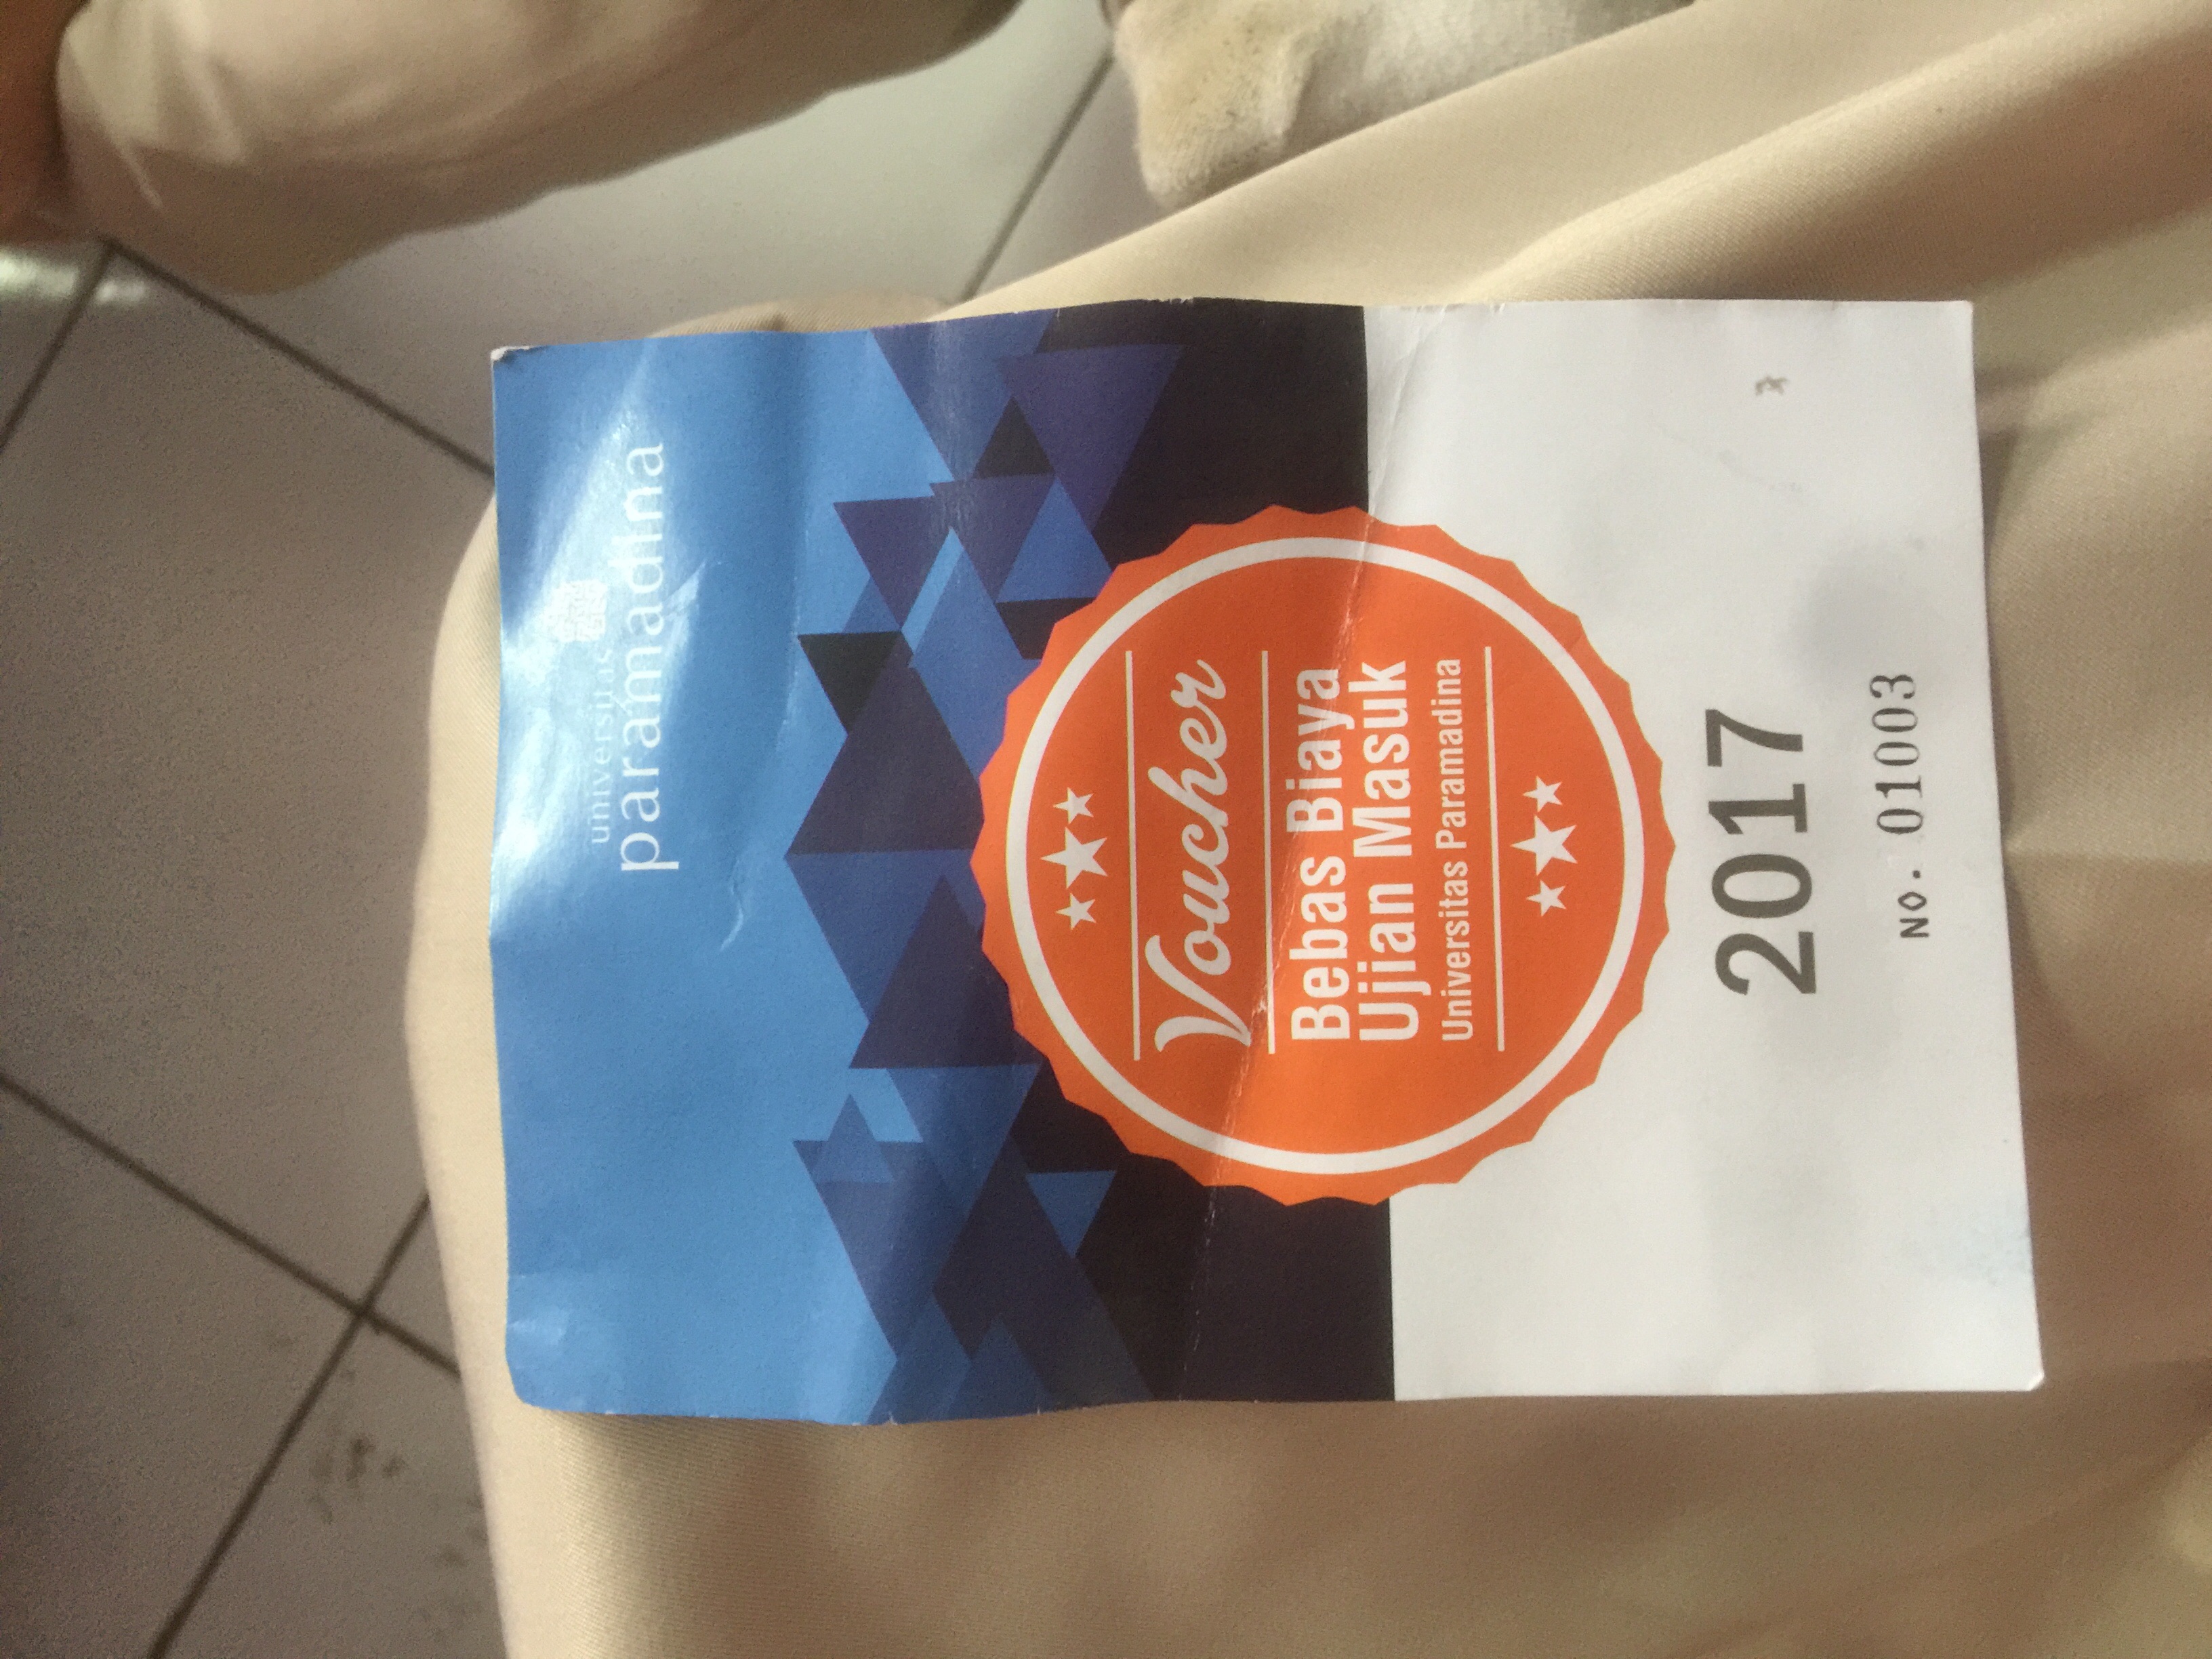 universitas
paramadina
Voucher
Bebas Biaya
Ujian Masuk
Universitas Paramadina
2017
NO. 01003